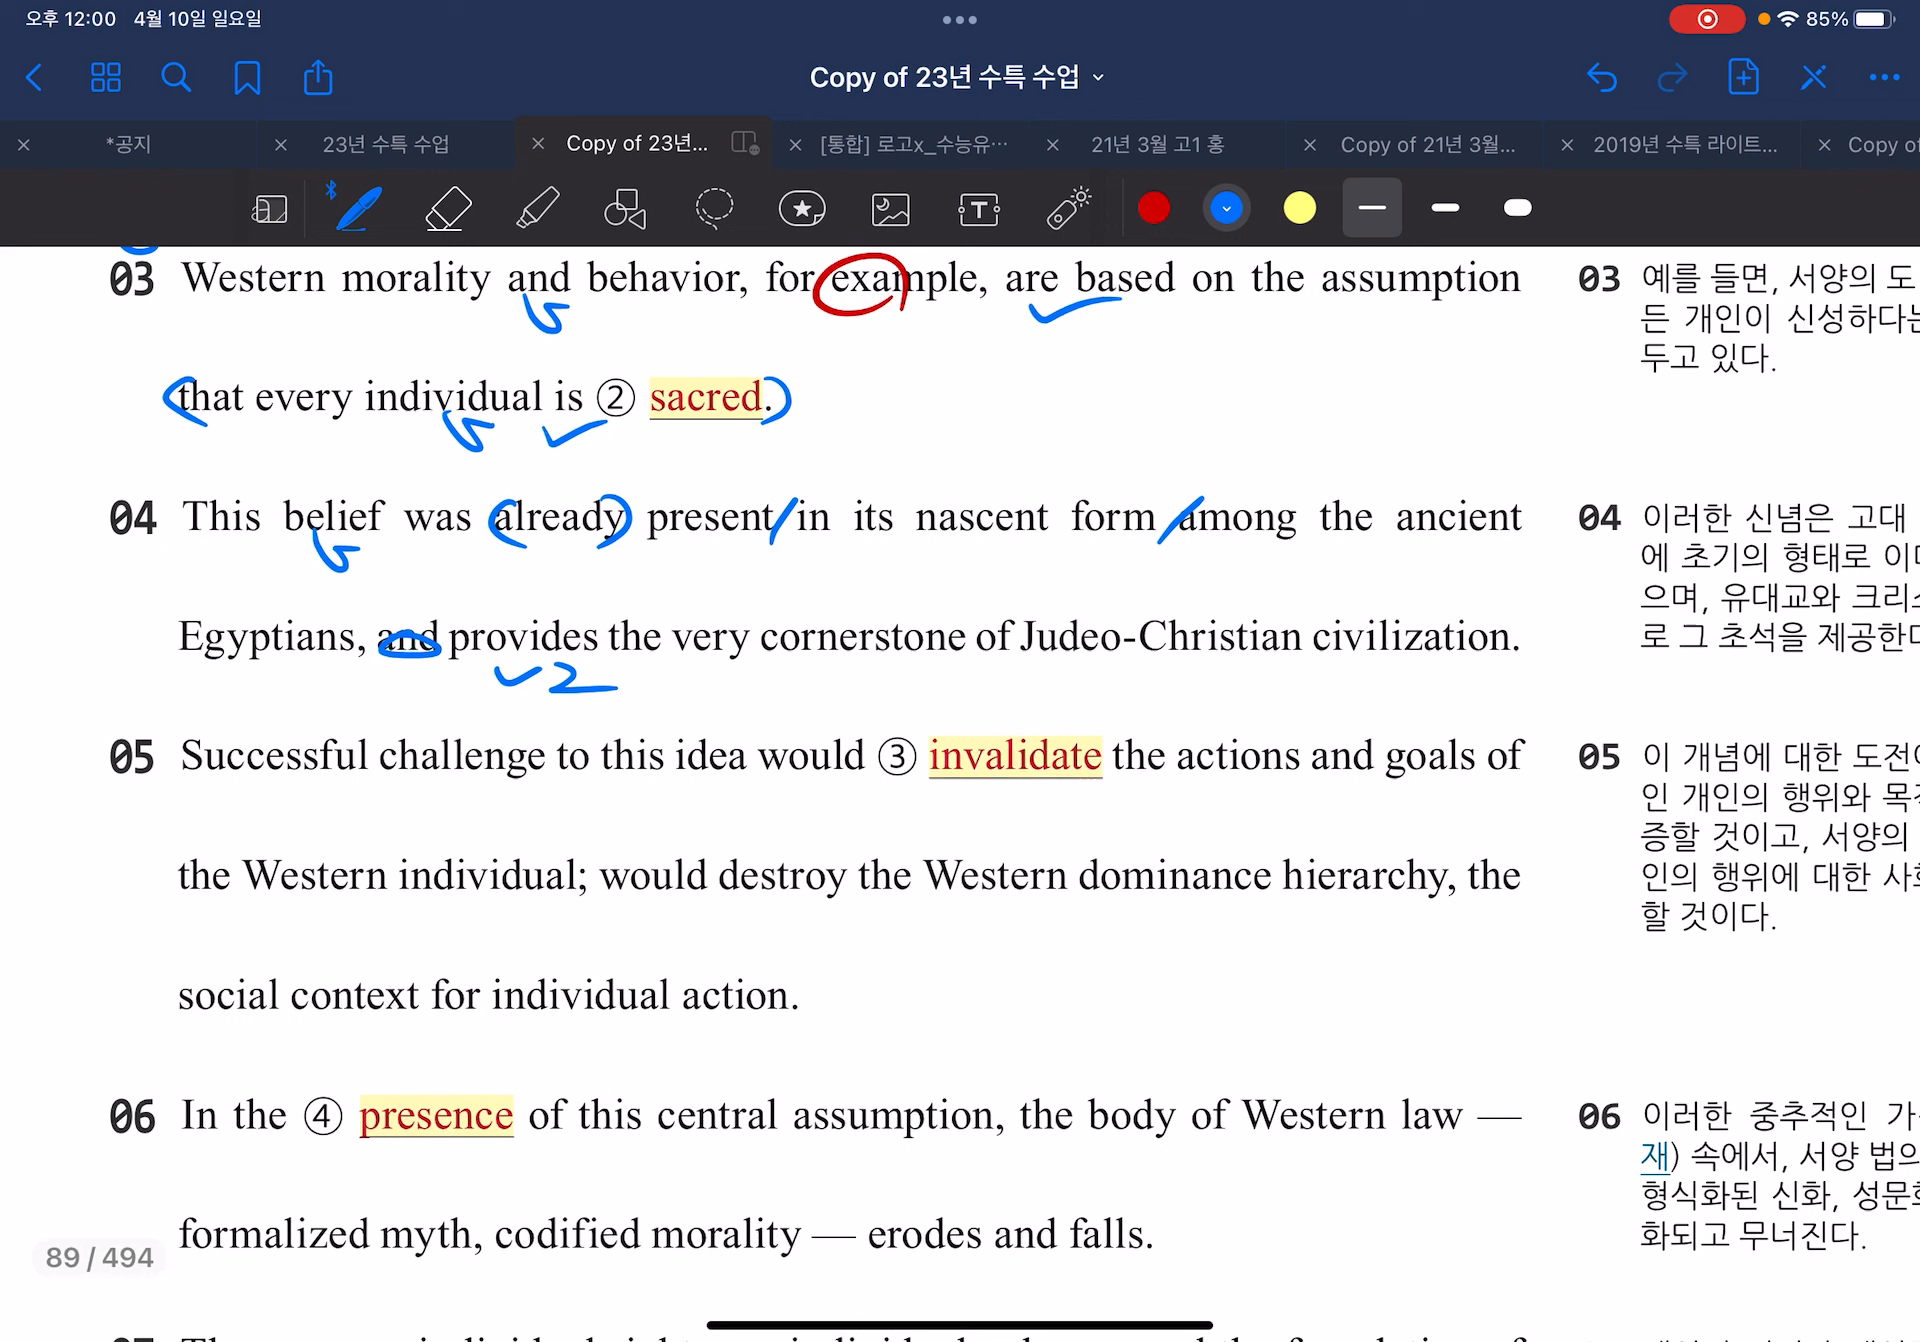 오후 12:00 4월 10일 일요일
85%
Copy of 23년 수특 수업
*공지
23년 수특 수업
Copy of 23년...
[통합] 로고x_수능유...
21년 3월 고1 홍
Copy of 21년 3월...
2019년 수특 라이트...
Copy of
03 Western morality and behavior, for example, are based on the assumption
that every individual is ② sacred.
04 This belief was already present in its nascent form among the ancient
Egyptians, and provides the very cornerstone of Judeo-Christian civilization.
2
05 Successful challenge to this idea would ③ invalidate the actions and goals of
the Western individual; would destroy the Western dominance hierarchy, the
social context for individual action.
06 In the ④ presence of this central assumption, the body of Western law —
formalized myth, codified morality — erodes and falls.
89 / 494
03 예를 들면, 서양의 도
든 개인이 신성하다는
두고 있다.
04 이러한 신념은 고대
에 초기의 형태로 이미
으며, 유대교와 크리스
로 그 초석을 제공한다
05 이 개념에 대한 도전이
인 개인의 행위와 목적
증할 것이고, 서양의
인의 행위에 대한 사회
할 것이다.
06 이러한 중추적인 가
재) 속에서, 서양 법의
형식화된 신화, 성문화
화되고 무너진다.